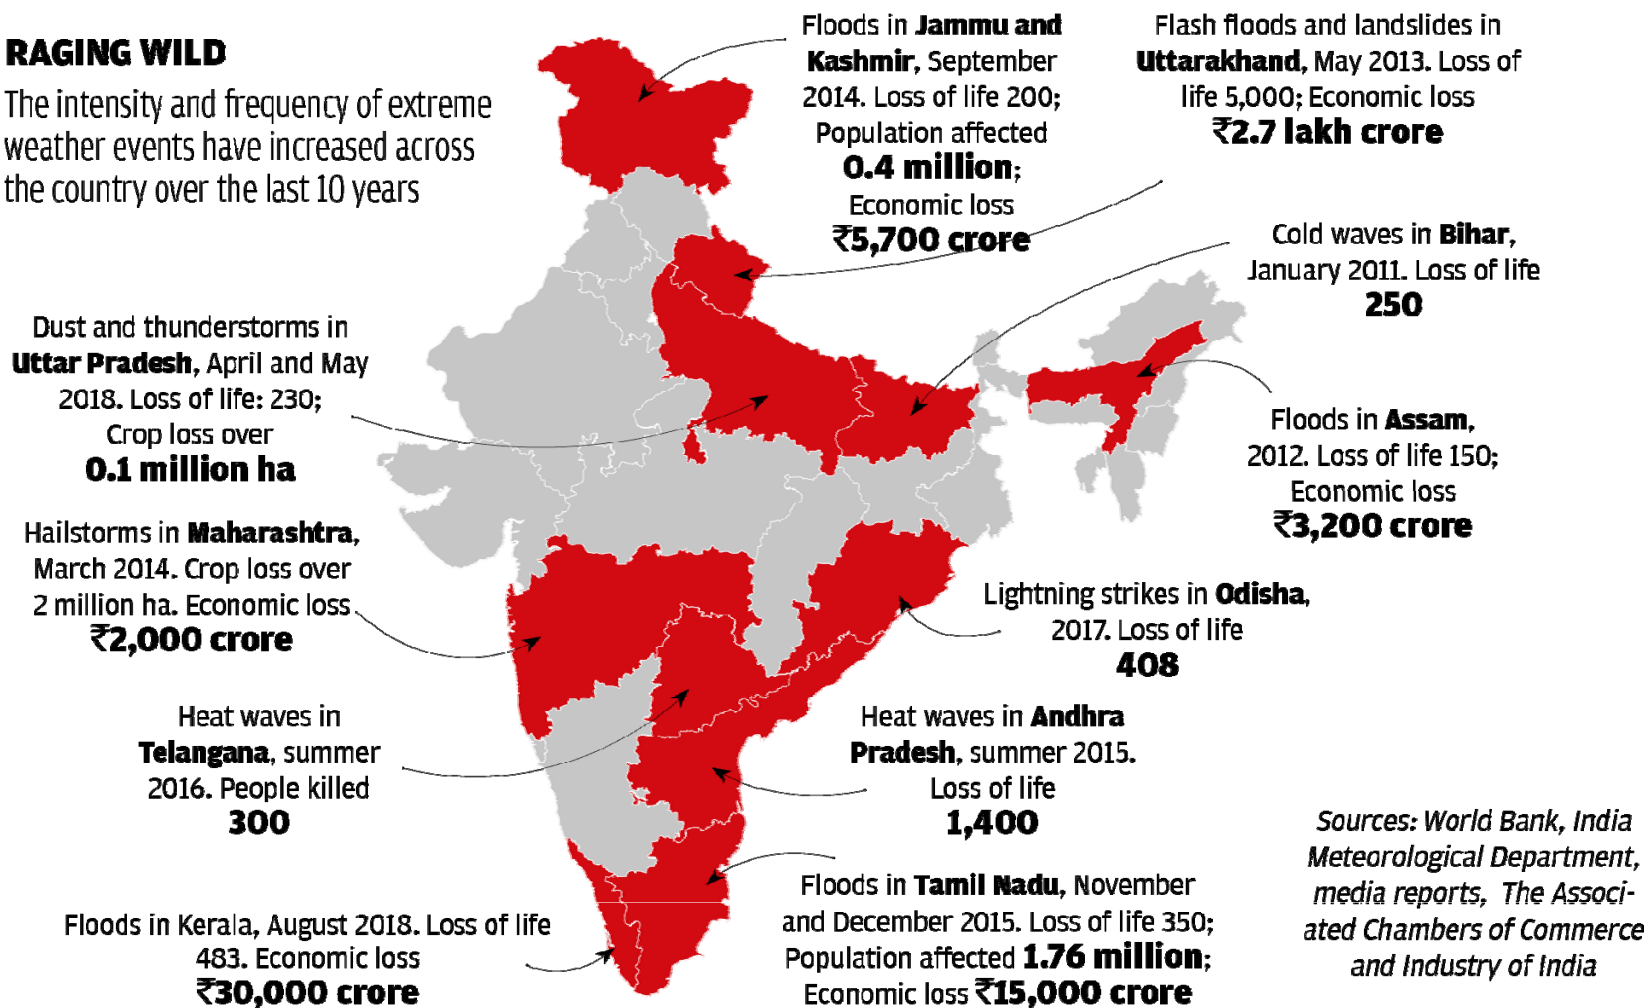 RAGING WILD
The intensity and frequency of extreme
weather events have increased across
the country over the last 10 years
Floods in Jammu and
Kashmir, September
2014. Loss of life 200;
Population affected
0.4 million;
Economic loss
₹5,700 crore
Flash floods and landslides in
Uttarakhand, May 2013. Loss of
life 5,000; Economic loss
₹2.7 lakh crore
Cold waves in Bihar,
January 2011. Loss of life
250
Dust and thunderstorms in
Uttar Pradesh, April and May
2018. Loss of life: 230;
Crop loss over
0.1 million ha
Floods in Assam,
2012. Loss of life 150;
Economic loss
₹3,200 crore
Hailstorms in Maharashtra,
March 2014. Crop loss over
2 million ha. Economic loss
₹2,000 crore
Lightning strikes in Odisha,
2017. Loss of life
408
Heat waves in
Telangana, summer
2016. People killed
300
Heat waves in Andhra
Pradesh, summer 2015.
Loss of life
1,400
Floods in Kerala, August 2018. Loss of life
483. Economic loss
₹30,000 crore
Floods in Tamil Nadu, November
and December 2015. Loss of life 350;
Population affected 1.76 million;
Economic loss ₹15,000 crore
Sources: World Bank, India
Meteorological Department,
media reports, The Associ-
ated Chambers of Commerce
and Industry of India